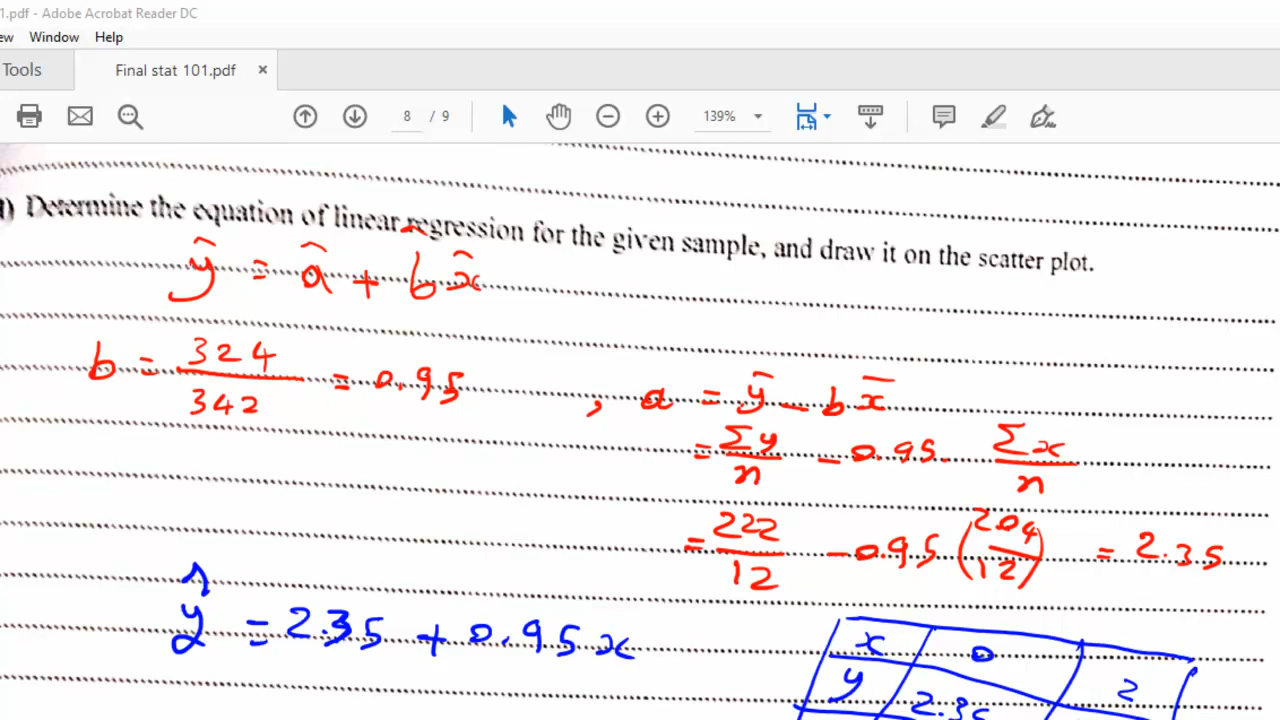 1.pdf - Adobe Acrobat Reader DC
ew Window Help
Tools Final stat 101.pdf ×
8 / 9 139%
Determine the equation of linear regression for the given sample, and draw it on the scatter plot.
ŷ = â + b̂ x̂
b = 324/342 = 0.95 , a = ȳ - b x̄
= Σy/n - 0.95 . Σx/n
= 222/12 - 0.95 (204/12) = 2.35
ŷ = 2.35 + 0.95x
x 0
y 2.35 2